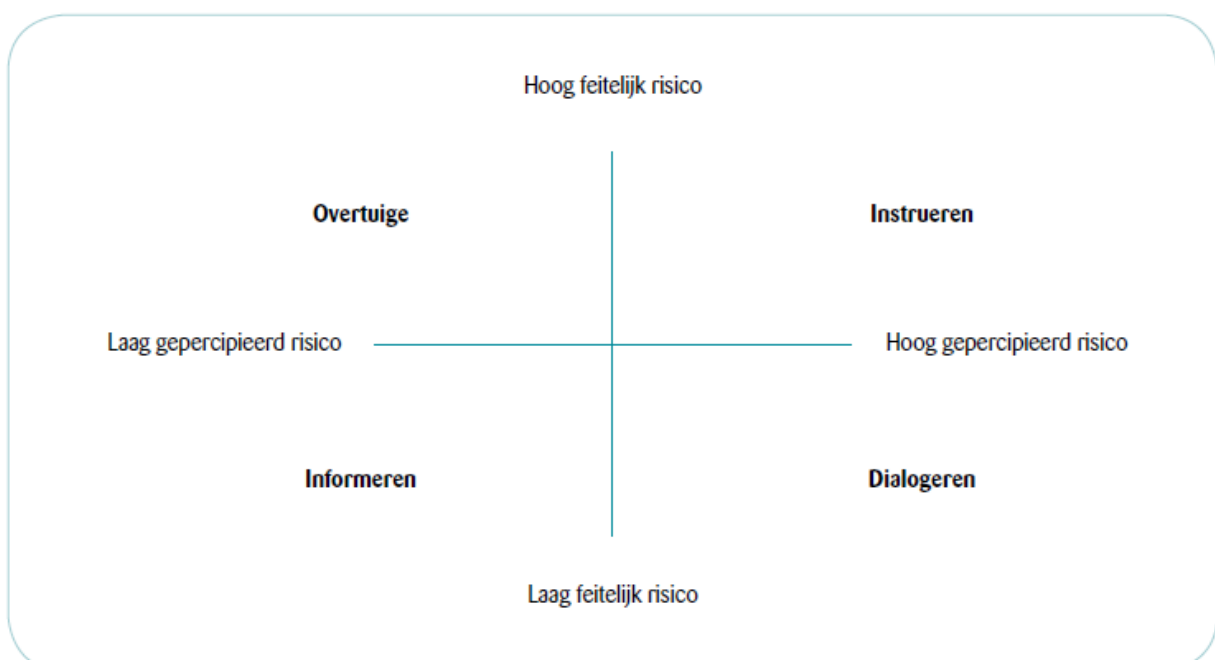 Hoog feitelijk risico
Overtuige
Instrueren
Laag gepercipieerd risico
Hoog gepercipieerd risico
Informeren
Dialogeren
Laag feitelijk risico